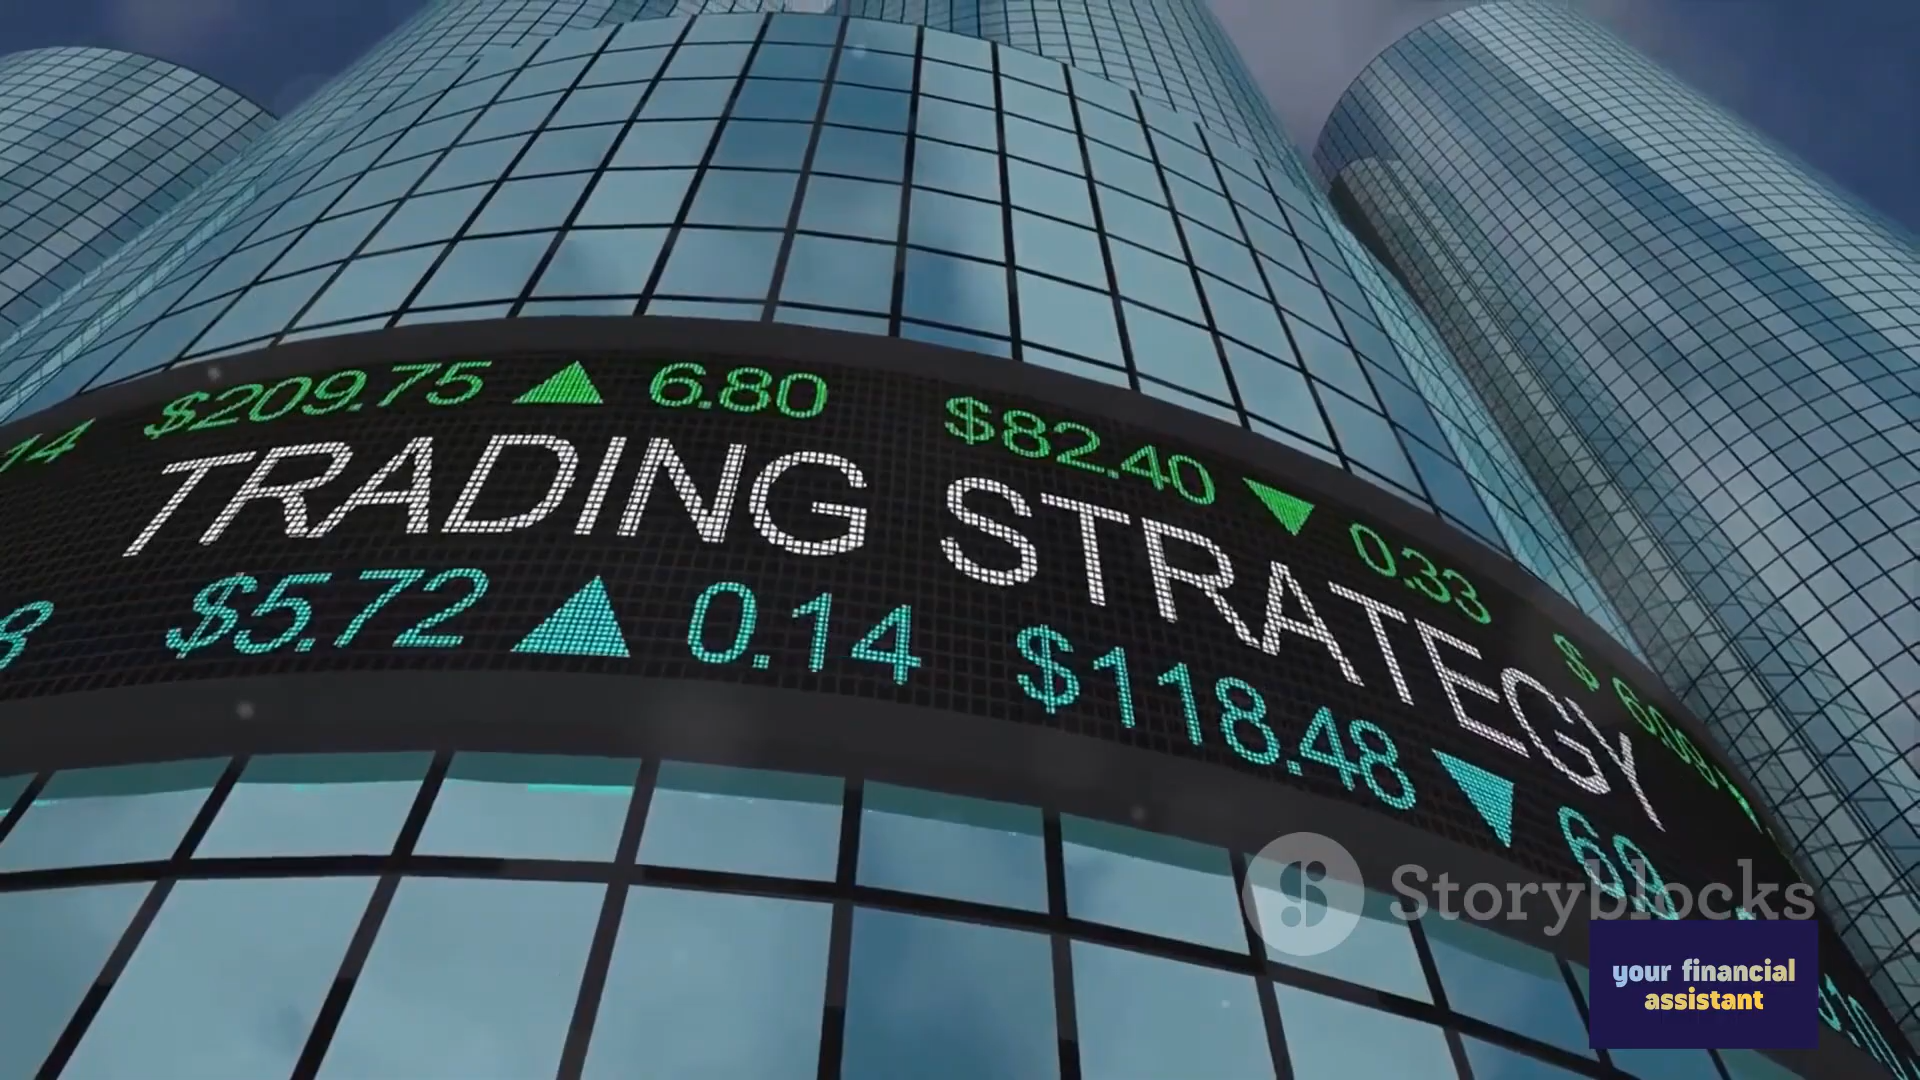 14 $209.75 ▲ 6.80 $82.40 ▼ 0.33 $
TRADING STRATEGY
$5.72 ▲ 0.14 $118.48 ▼
Storyblocks
your financial
assistant